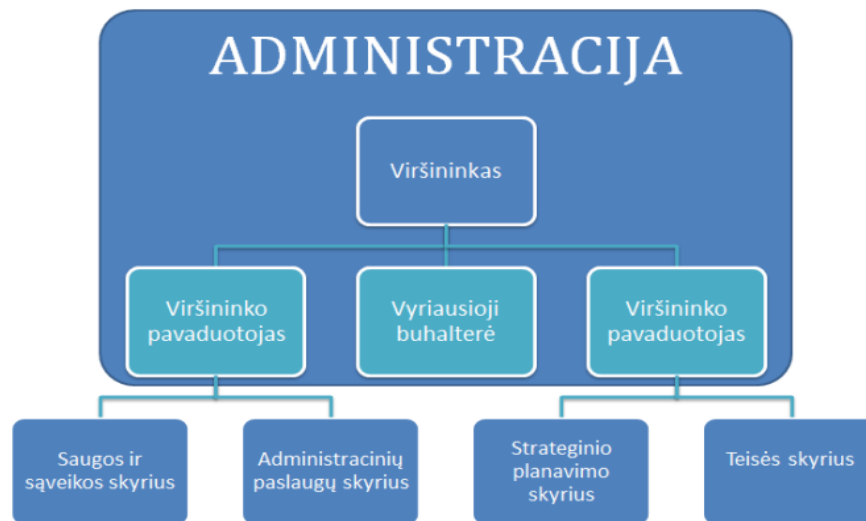 ADMINISTRACIJA
Viršininkas
Viršininko
pavaduotojas
Vyriausioji
buhalterė
Viršininko
pavaduotojas
Saugos ir
sąveikos skyrius
Administracinių
paslaugų skyrius
Strateginio
planavimo
skyrius
Teisės skyrius